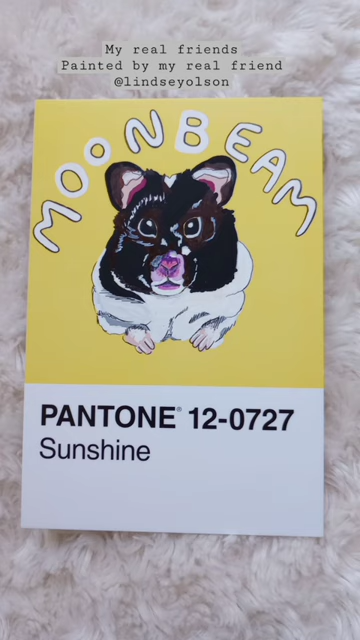 My real friends
Painted by my real friend
@lindseyolson
MOONBEAM
PANTONE® 12-0727
Sunshine